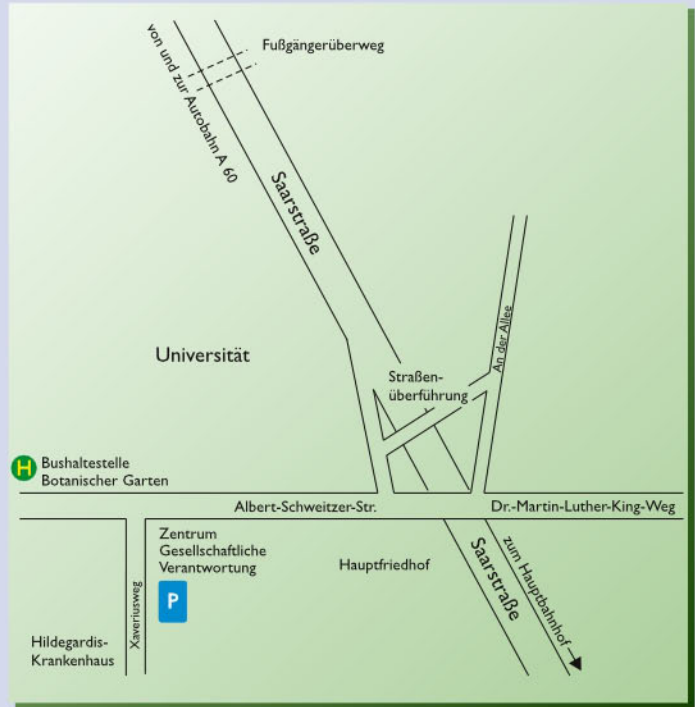 Fußgängerüberweg
von und zur Autobahn A 60
Saarstraße
An der Allee
Universität
Straßen-
überführung
H
Bushaltestelle
Botanischer Garten
Albert-Schweitzer-Str.
Dr.-Martin-Luther-King-Weg
Zentrum
Gesellschaftliche
Verantwortung
P
Xaveriusweg
Hauptfriedhof
Saarstraße
zum Hauptbahnhof
Hildegardis-
Krankenhaus